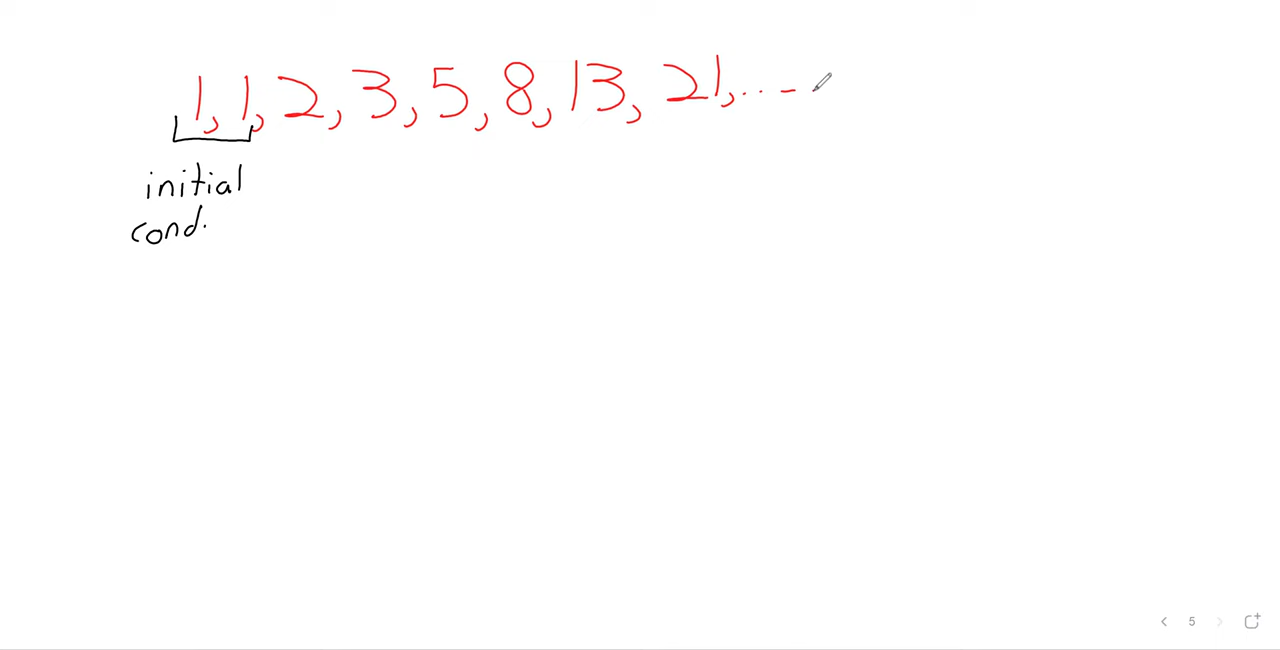 1, 1, 2, 3, 5, 8, 13, 21, ...
initial
cond.
5